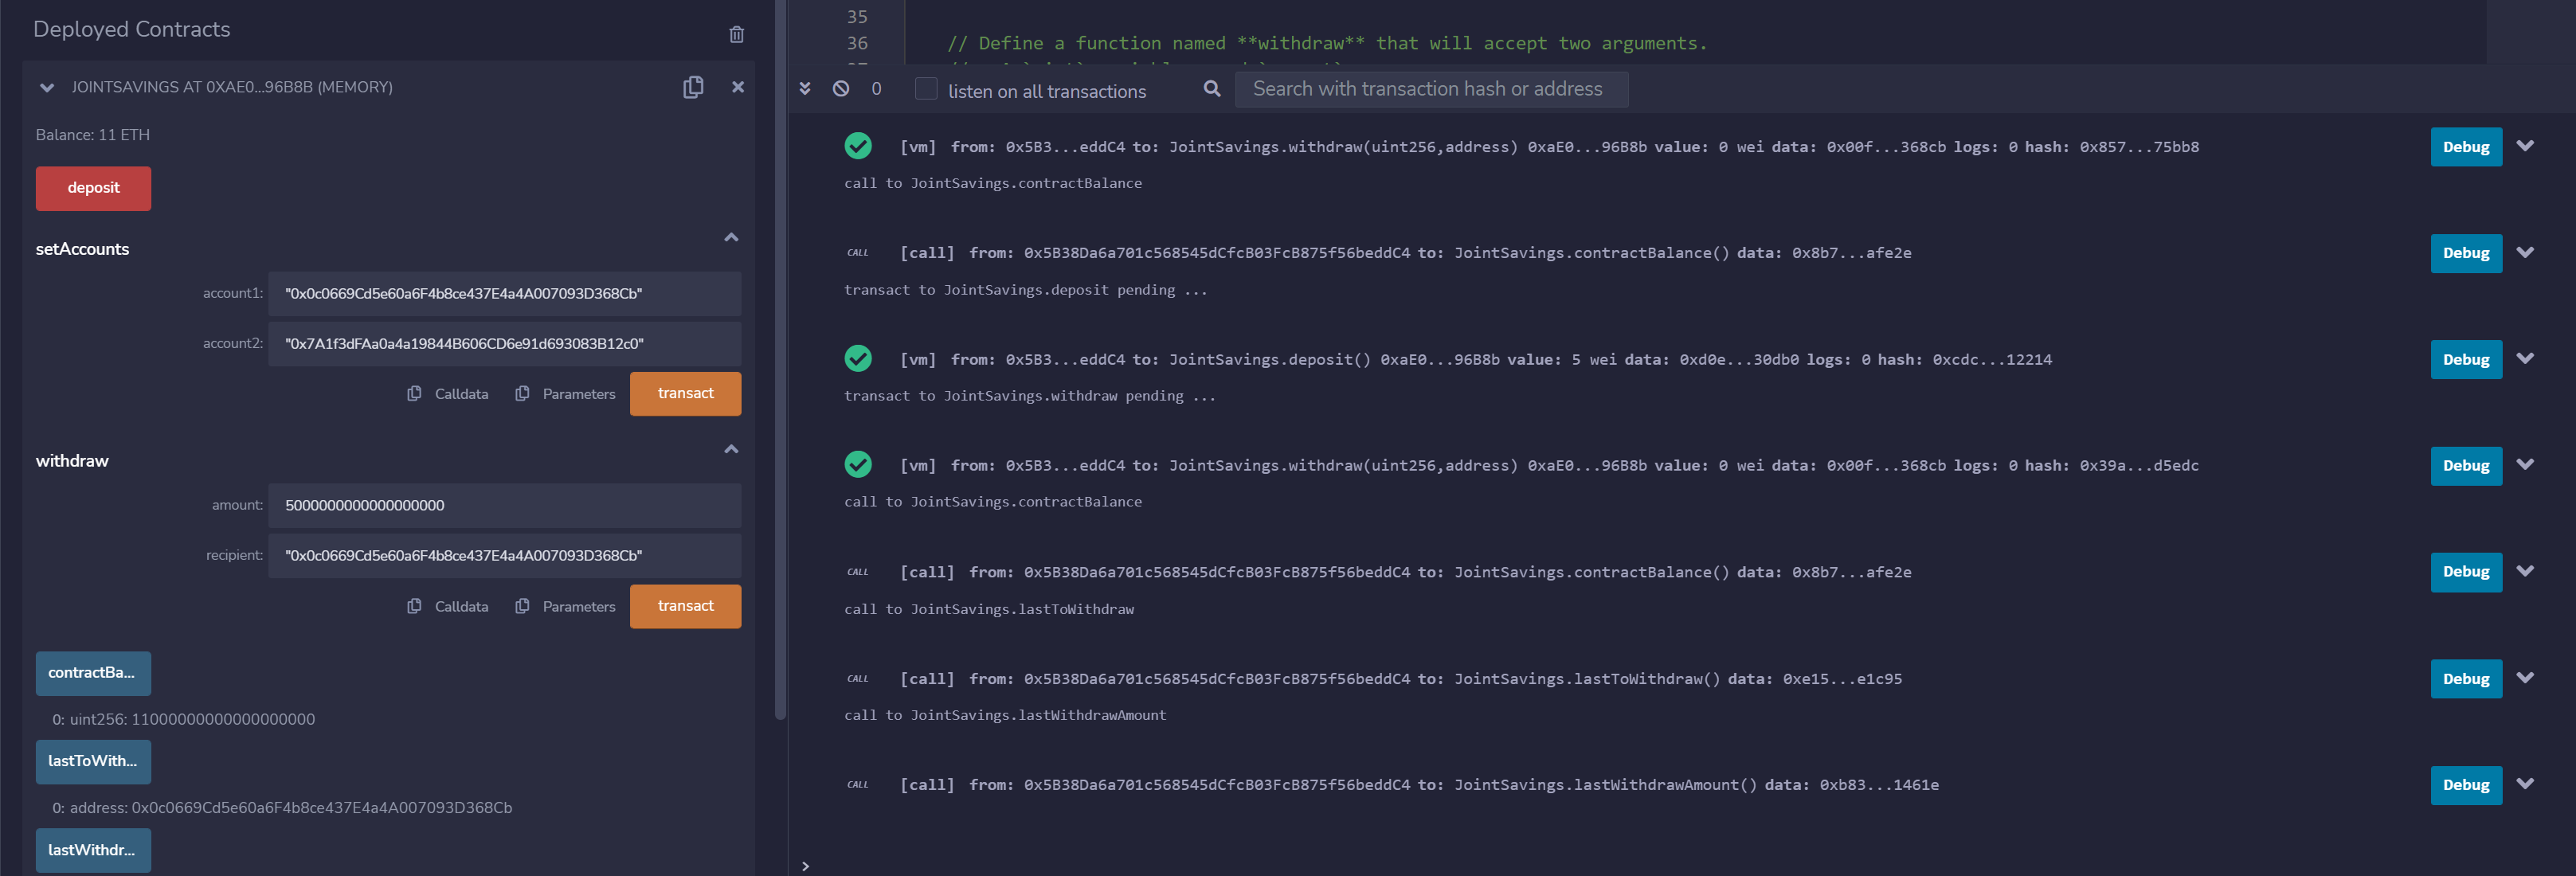 Deployed Contracts
JOINTSAVINGS AT 0XAE0...96B8B (MEMORY)
Balance: 11 ETH
deposit
setAccounts
account1: "0x0c0669Cd5e60a6F4b8ce437E4a4A007093D368Cb"
account2: "0x7A1f3dFAa0a4a19844B606CD6e91d693083B12c0"
Calldata Parameters transact
withdraw
amount: 5000000000000000000
recipient: "0x0c0669Cd5e60a6F4b8ce437E4a4A007093D368Cb"
Calldata Parameters transact
contractBa...
0: uint256: 11000000000000000000
lastToWith...
0: address: 0x0c0669Cd5e60a6F4b8ce437E4a4A007093D368Cb
lastWithdr...
35
36 // Define a function named **withdraw** that will accept two arguments.
0 listen on all transactions Search with transaction hash or address
[vm] from: 0x5B3...eddC4 to: JointSavings.withdraw(uint256,address) 0xaE0...96B8b value: 0 wei data: 0x00f...368cb logs: 0 hash: 0x857...75bb8 Debug
call to JointSavings.contractBalance
CALL [call] from: 0x5B38Da6a701c568545dCfcB03FcB875f56beddC4 to: JointSavings.contractBalance() data: 0x8b7...afe2e Debug
transact to JointSavings.deposit pending ...
[vm] from: 0x5B3...eddC4 to: JointSavings.deposit() 0xaE0...96B8b value: 5 wei data: 0xd0e...30db0 logs: 0 hash: 0xcdc...12214 Debug
transact to JointSavings.withdraw pending ...
[vm] from: 0x5B3...eddC4 to: JointSavings.withdraw(uint256,address) 0xaE0...96B8b value: 0 wei data: 0x00f...368cb logs: 0 hash: 0x39a...d5edc Debug
call to JointSavings.contractBalance
CALL [call] from: 0x5B38Da6a701c568545dCfcB03FcB875f56beddC4 to: JointSavings.contractBalance() data: 0x8b7...afe2e Debug
call to JointSavings.lastToWithdraw
CALL [call] from: 0x5B38Da6a701c568545dCfcB03FcB875f56beddC4 to: JointSavings.lastToWithdraw() data: 0xe15...e1c95 Debug
call to JointSavings.lastWithdrawAmount
CALL [call] from: 0x5B38Da6a701c568545dCfcB03FcB875f56beddC4 to: JointSavings.lastWithdrawAmount() data: 0xb83...1461e Debug
>